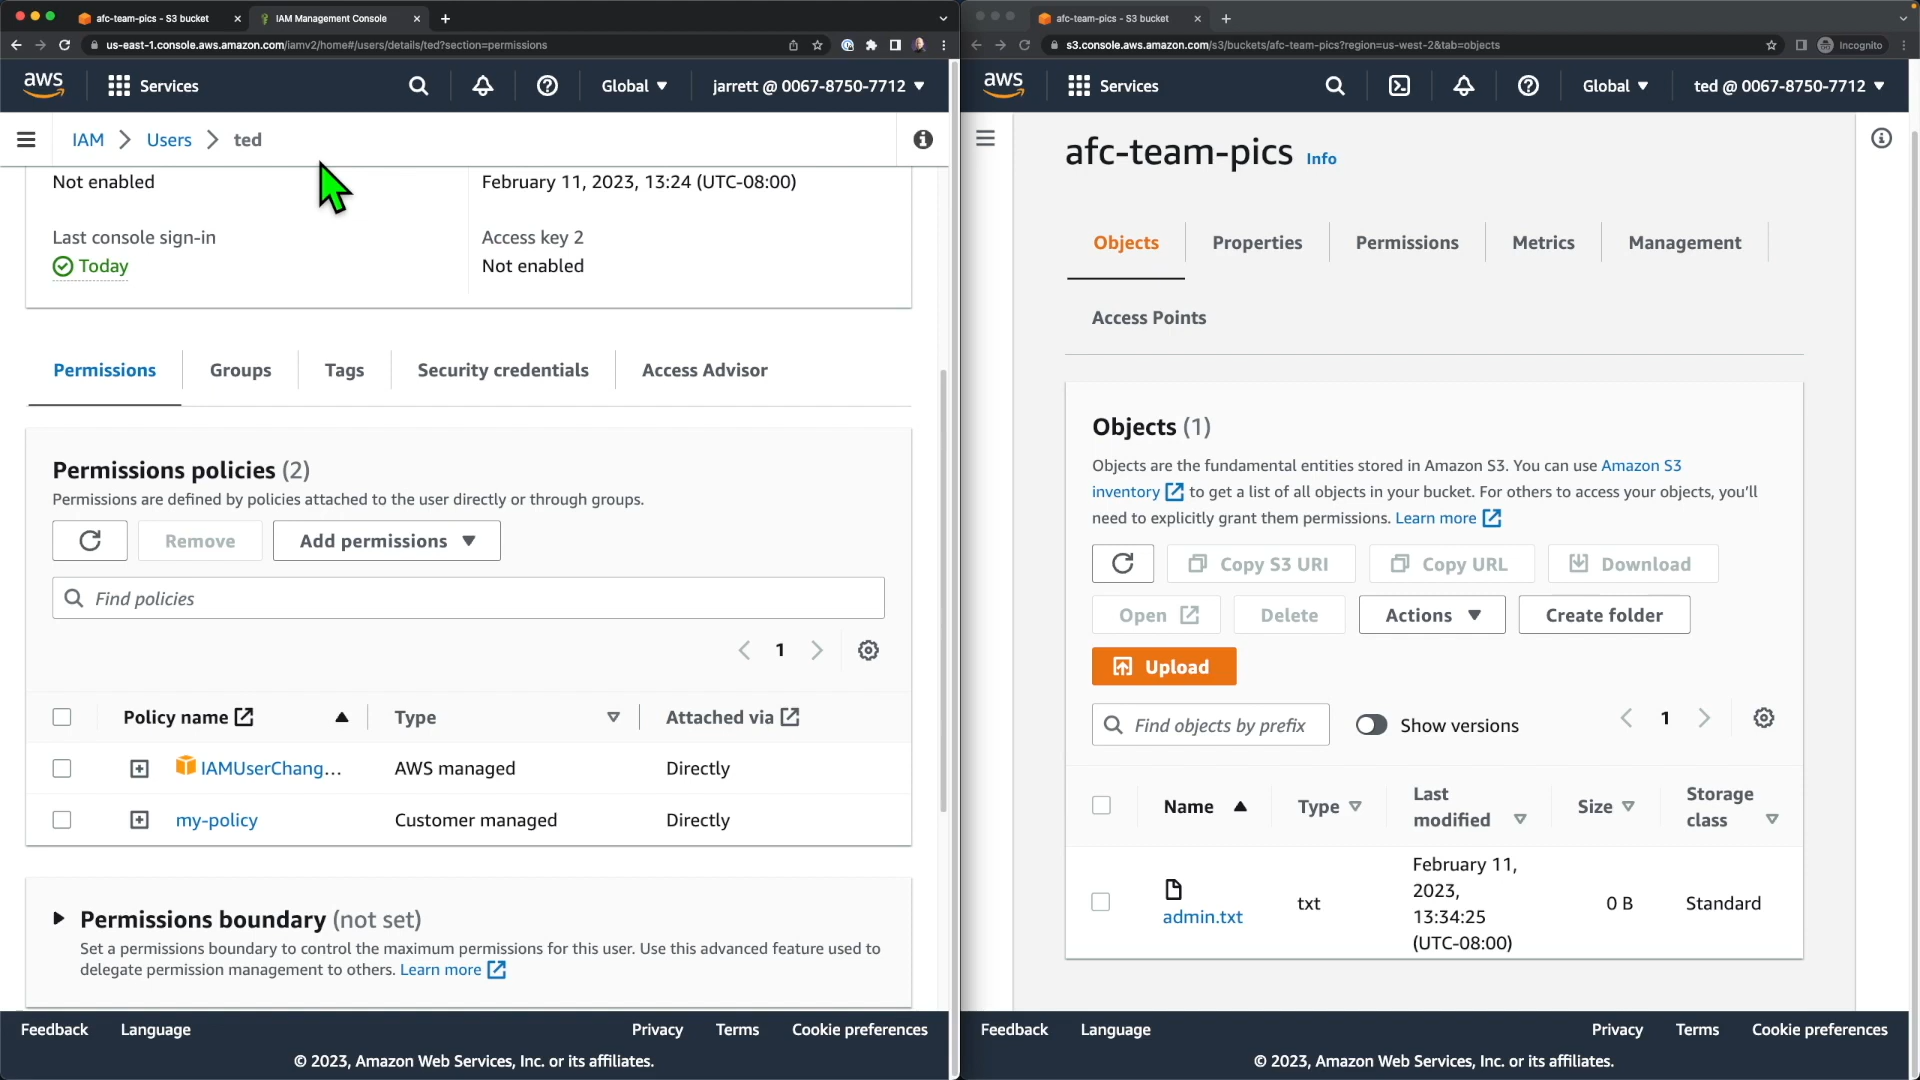 afc-team-pics - S3 bucket
IAM Management Console
us-east-1.console.aws.amazon.com/iamv2/home#/users/details/ted?section=permissions
aws
Services
Global
jarrett @ 0067-8750-7712
IAM
Users
ted
Not enabled
February 11, 2023, 13:24 (UTC-08:00)
Last console sign-in
Access key 2
Today
Not enabled
Permissions
Groups
Tags
Security credentials
Access Advisor
Permissions policies (2)
Permissions are defined by policies attached to the user directly or through groups.
Remove
Add permissions
Find policies
1
Policy name
Type
Attached via
IAMUserChang...
AWS managed
Directly
my-policy
Customer managed
Directly
Permissions boundary (not set)
Set a permissions boundary to control the maximum permissions for this user. Use this advanced feature used to
delegate permission management to others. Learn more
Feedback
Language
Privacy
Terms
Cookie preferences
© 2023, Amazon Web Services, Inc. or its affiliates.
afc-team-pics - S3 bucket
s3.console.aws.amazon.com/s3/buckets/afc-team-pics?region=us-west-2&tab=objects
Incognito
aws
Services
Global
ted @ 0067-8750-7712
afc-team-pics Info
Objects
Properties
Permissions
Metrics
Management
Access Points
Objects (1)
Objects are the fundamental entities stored in Amazon S3. You can use Amazon S3
inventory to get a list of all objects in your bucket. For others to access your objects, you'll
need to explicitly grant them permissions. Learn more
Copy S3 URI
Copy URL
Download
Open
Delete
Actions
Create folder
Upload
Find objects by prefix
Show versions
1
Name
Type
Last
modified
Size
Storage
class
admin.txt
txt
February 11,
2023,
13:34:25
(UTC-08:00)
0 B
Standard
Feedback
Language
Privacy
Terms
Cookie preferences
© 2023, Amazon Web Services, Inc. or its affiliates.